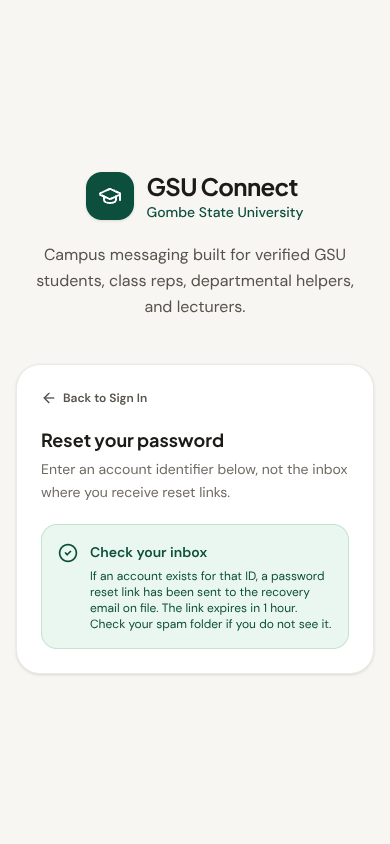 GSU Connect
Gombe State University
Campus messaging built for verified GSU
students, class reps, departmental helpers,
and lecturers.
Back to Sign In
Reset your password
Enter an account identifier below, not the inbox
where you receive reset links.
Check your inbox
If an account exists for that ID, a password
reset link has been sent to the recovery
email on file. The link expires in 1 hour.
Check your spam folder if you do not see it.